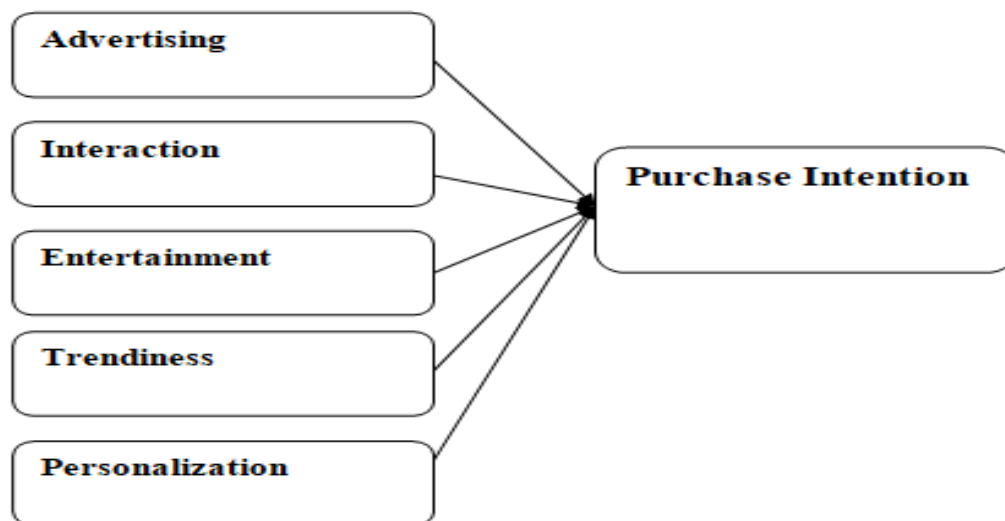 Advertising
Interaction
Entertainment
Trendiness
Personalization
Purchase Intention